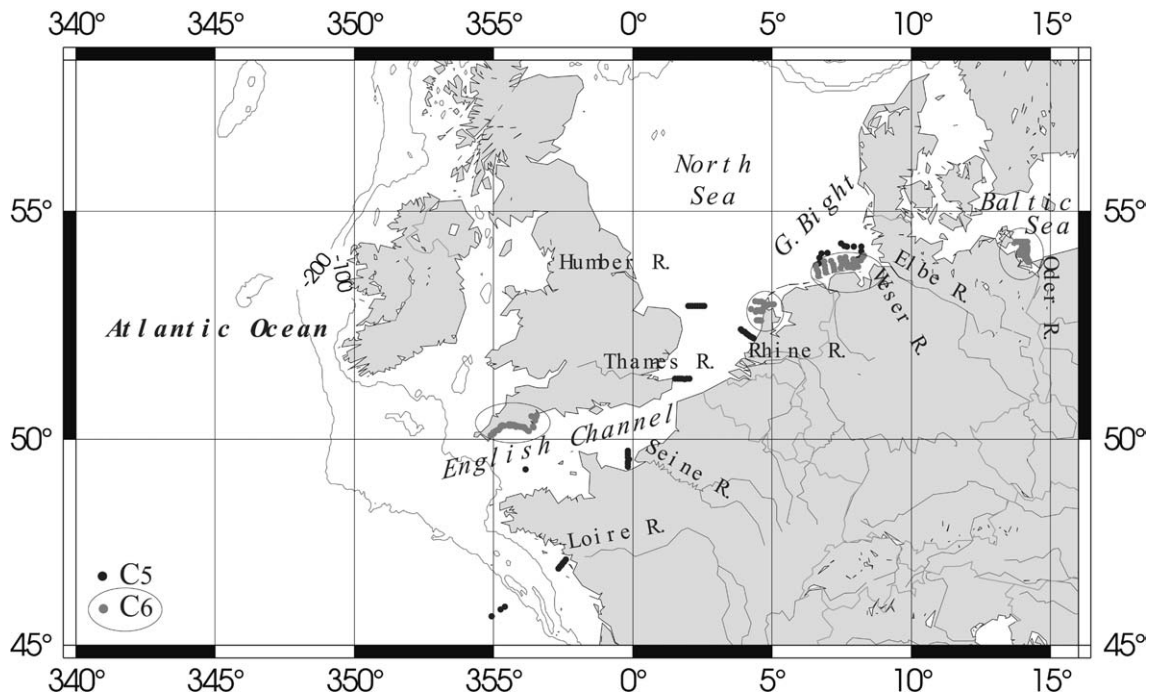 340° 345° 350° 355° 0° 5° 10° 15°
North
Sea
G. Bight
Baltic
Sea
55° 55°
Humber R.
Elbe R.
Weser R.
Oder R.
-200
-100
Atlantic Ocean
Thames R.
Rhine R.
English Channel
50° 50°
Seine R.
Loire R.
C5
C6
45° 45°
340° 345° 350° 355° 0° 5° 10° 15°